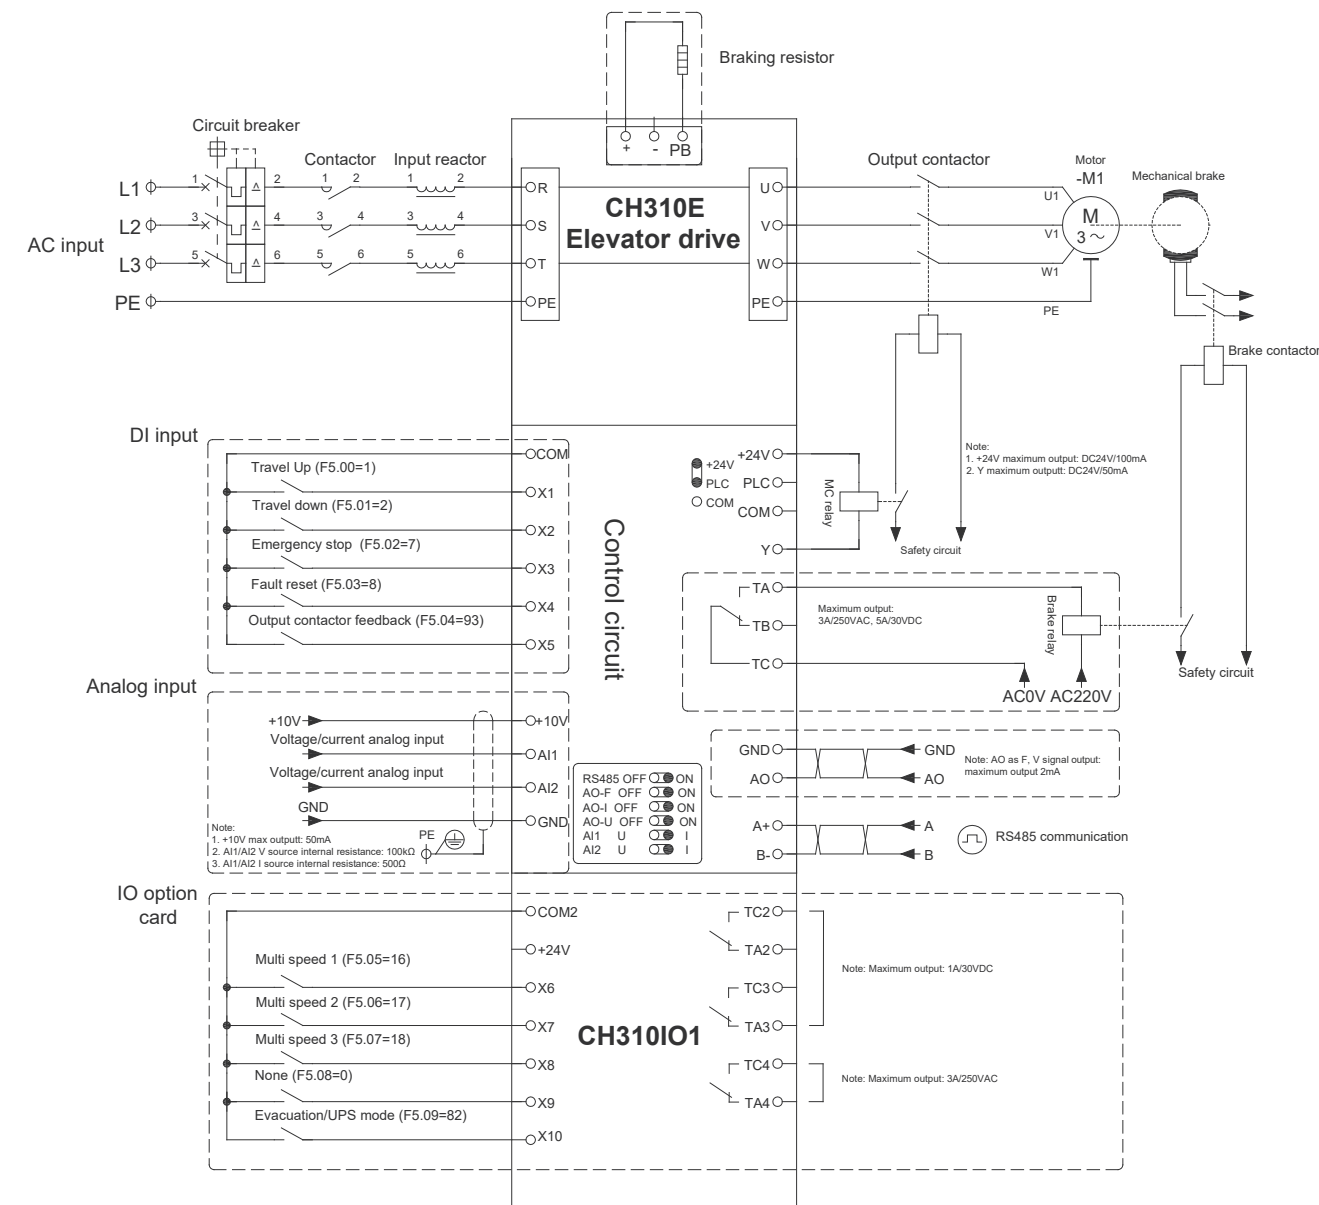 Braking resistor
+ - PB
Circuit breaker
Contactor
Input reactor
AC input
L1
1 2 1 2 1 2
L2
3 4 3 4 3 4
L3
5 6 5 6 5 6
PE
R
S
T
PE
CH310E
Elevator drive
U
V
W
PE
Output contactor
Motor
-M1
U1
V1
W1
PE
M
3
Mechanical brake
Brake contactor
DI input
Travel Up (F5.00=1)
Travel down (F5.01=2)
Emergency stop (F5.02=7)
Fault reset (F5.03=8)
Output contactor feedback (F5.04=93)
COM
X1
X2
X3
X4
X5
Control circuit
+24V
PLC
COM
+24V
PLC
COM
Y
MC relay
Safety circuit
Note:
1. +24V maximum output: DC24V/100mA
2. Y maximum outputt: DC24V/50mA
TA
TB
TC
Maximum output:
3A/250VAC, 5A/30VDC
Brake relay
AC0V AC220V
Safety circuit
Analog input
+10V
Voltage/current analog input
Voltage/current analog input
GND
Note:
1. +10V max outputt: 50mA
2. AI1/AI2 V source internal resistance: 100kΩ
3. AI1/AI2 I source internal resistance: 500Ω
PE
+10V
AI1
AI2
GND
RS485 OFF ON
AO-F OFF ON
AO-I OFF ON
AO-U OFF ON
AI1 U I
AI2 U I
GND
AO
GND
AO
Note: AO as F, V signal output:
maximum output 2mA
A+
B-
A
B
RS485 communication
IO option
card
Multi speed 1 (F5.05=16)
Multi speed 2 (F5.06=17)
Multi speed 3 (F5.07=18)
None (F5.08=0)
Evacuation/UPS mode (F5.09=82)
COM2
+24V
X6
X7
X8
X9
X10
CH310IO1
TC2
TA2
TC3
TA3
TC4
TA4
Note: Maximum output: 1A/30VDC
Note: Maximum output: 3A/250VAC